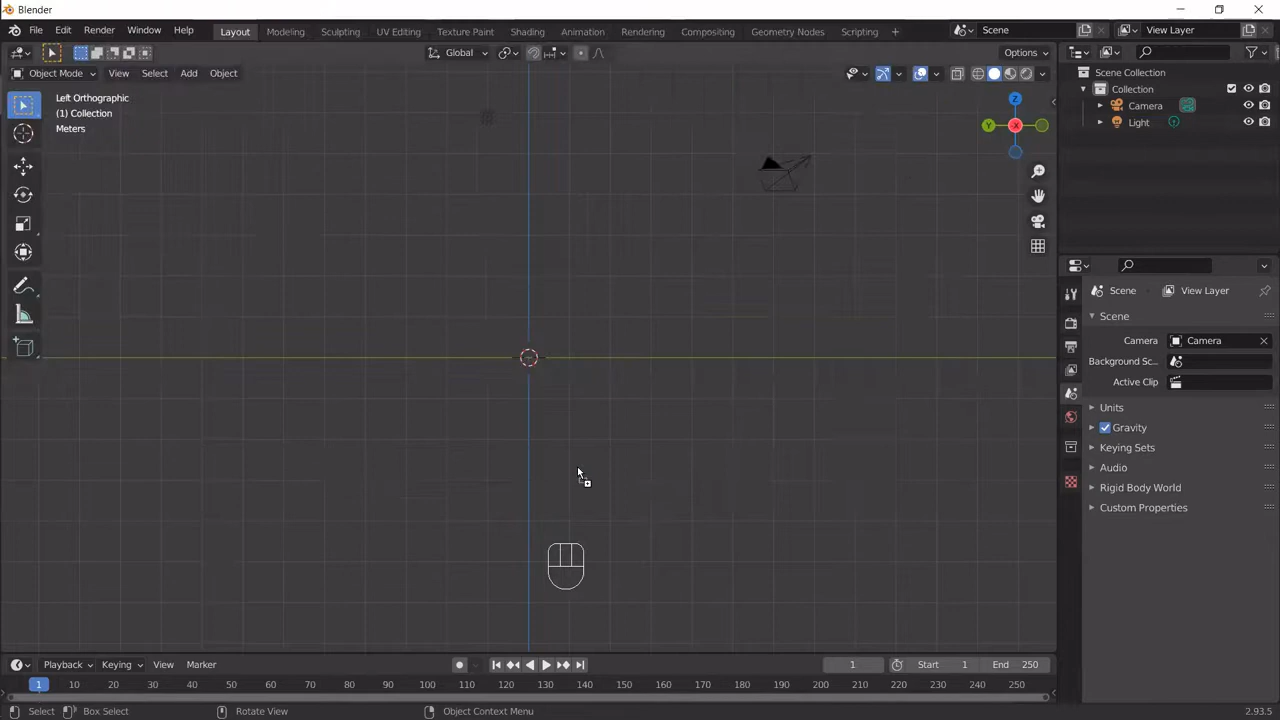 Blender
File Edit Render Window Help Layout Modeling Sculpting UV Editing Texture Paint Shading Animation Rendering Compositing Geometry Nodes Scripting + Scene View Layer
Global Options
Object Mode View Select Add Object
Left Orthographic
(1) Collection
Meters
Z
Y X
Scene Collection
Collection
Camera
Light
Scene View Layer
Scene
Camera Camera
Background Sc...
Active Clip
Units
Gravity
Keying Sets
Audio
Rigid Body World
Custom Properties
Playback Keying View Marker 1 Start 1 End 250
1 10 20 30 40 50 60 70 80 90 100 110 120 130 140 150 160 170 180 190 200 210 220 230 240 250
Select Box Select Rotate View Object Context Menu 2.93.5